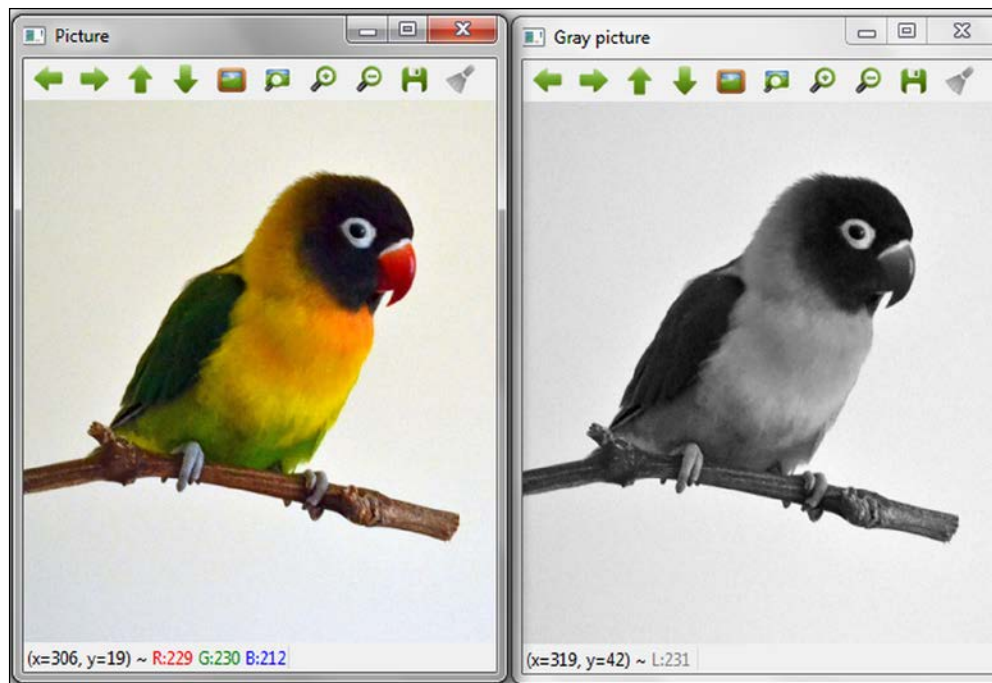 Picture
Gray picture
(x=306, y=19) ~ R:229 G:230 B:212
(x=319, y=42) ~ L:231